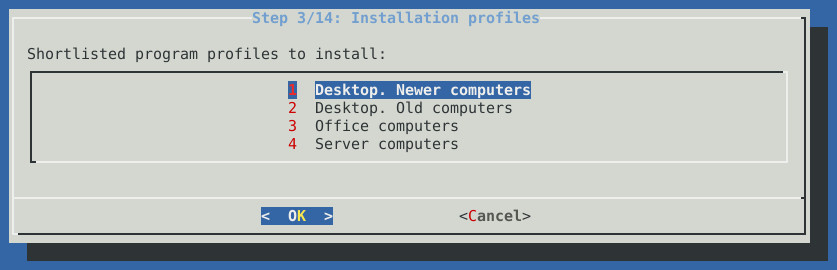 Step 3/14: Installation profiles
Shortlisted program profiles to install:
1 Desktop. Newer computers
2 Desktop. Old computers
3 Office computers
4 Server computers
< OK > <Cancel>